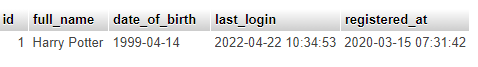 id full_name date_of_birth last_login registered_at
1 Harry Potter 1999-04-14 2022-04-22 10:34:53 2020-03-15 07:31:42